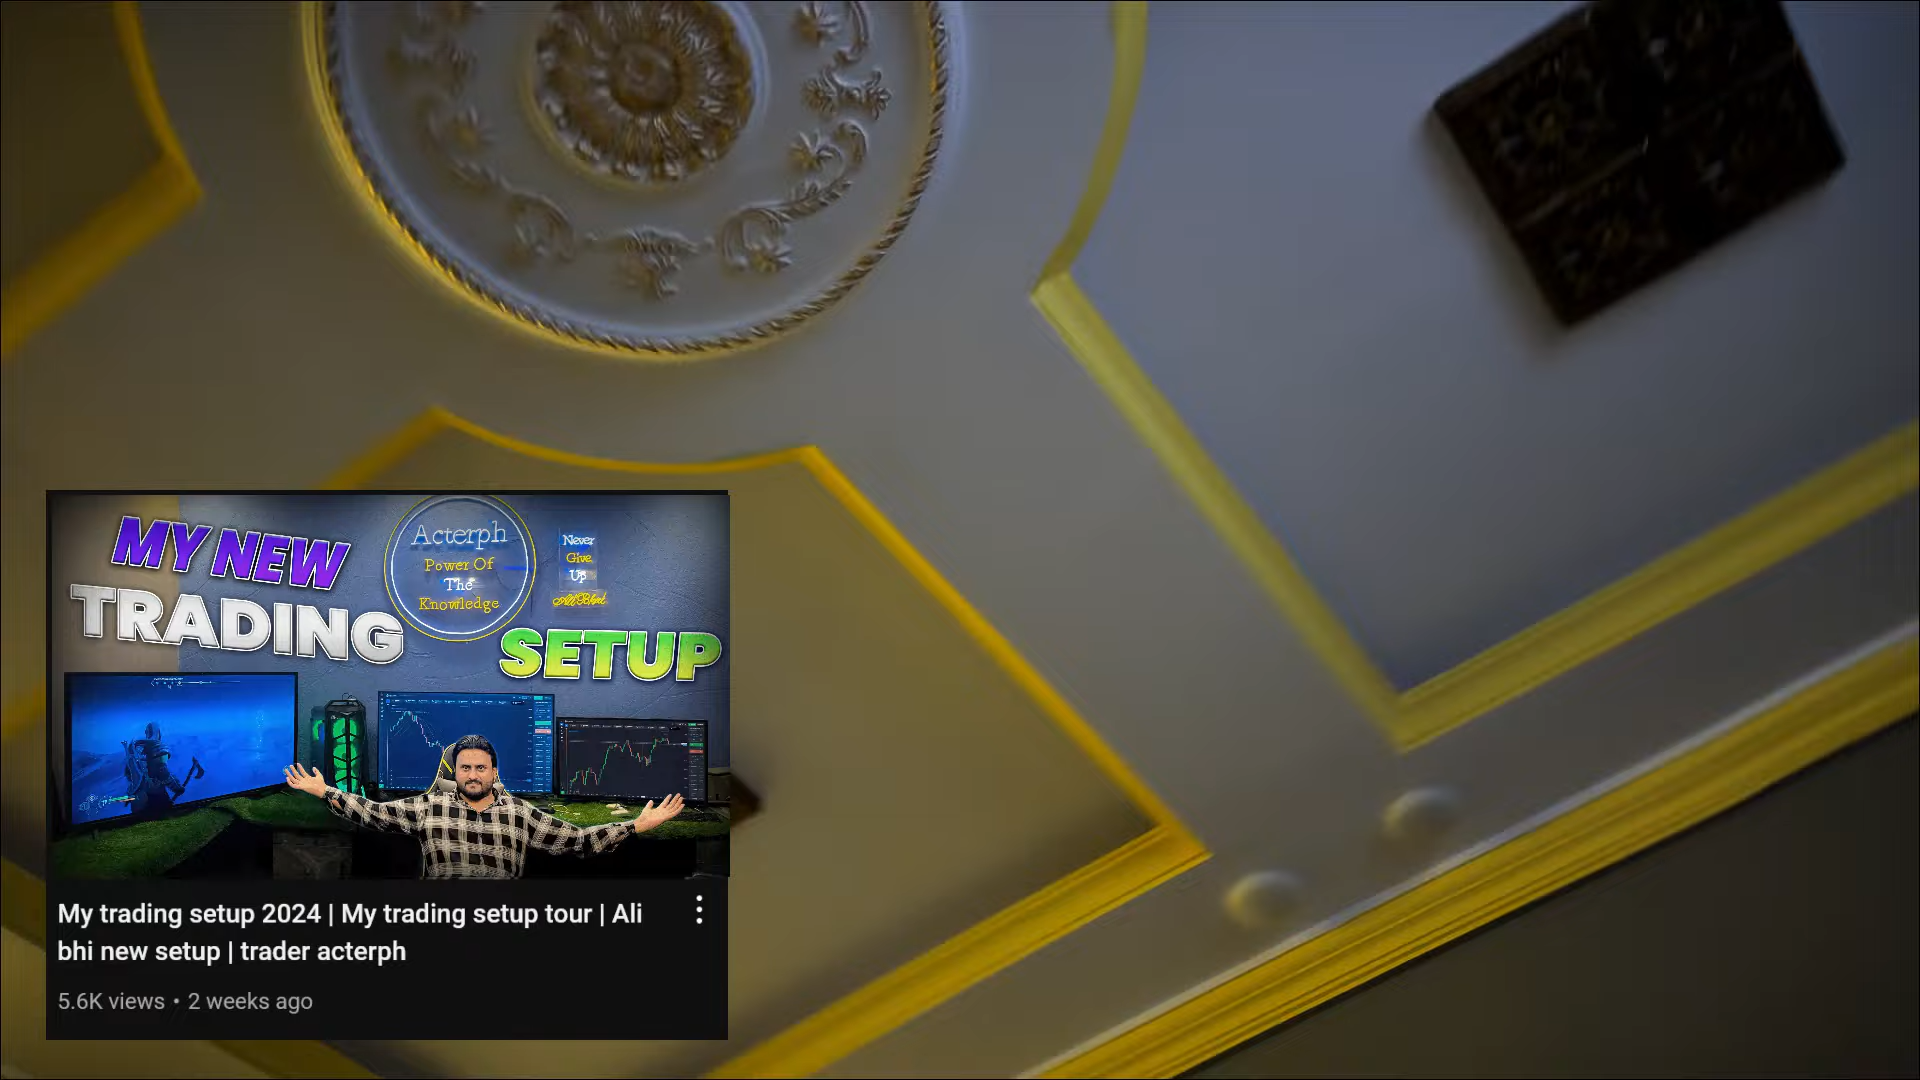 MY NEW
TRADING
SETUP
Acterph
Power Of
The
Knowledge
Never
Give
Up
My trading setup 2024 | My trading setup tour | Ali
bhi new setup | trader acterph
5.6K views • 2 weeks ago